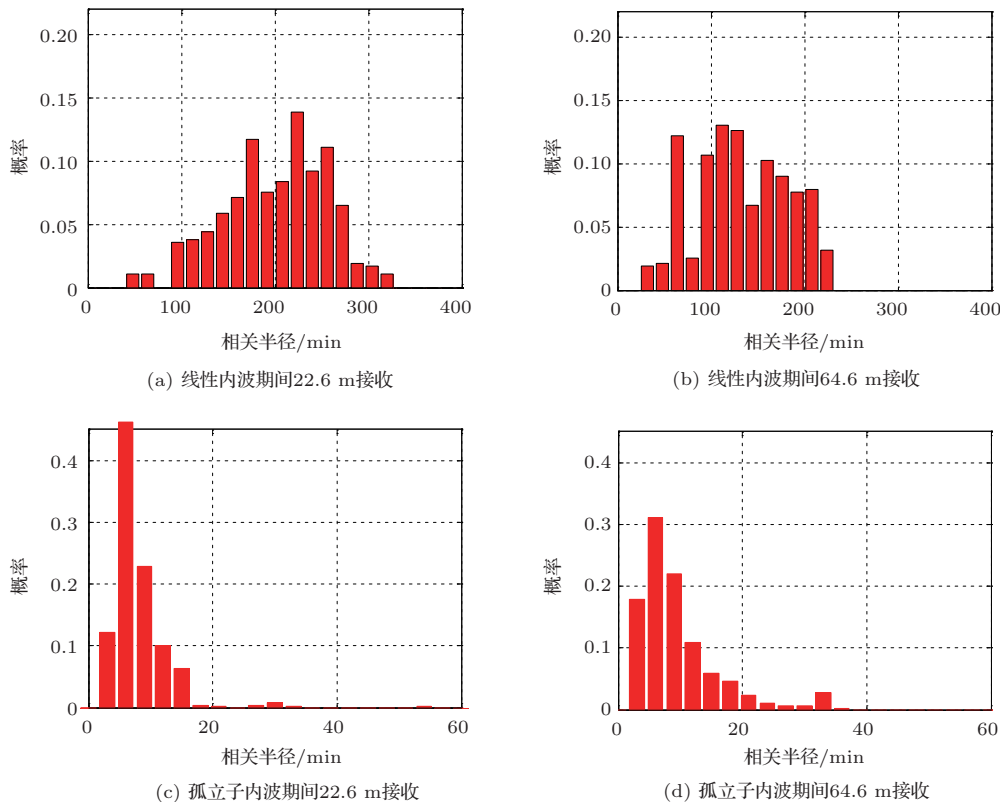 0.20
0.15
0.10
0.05
0
概率
0 100 200 300 400
相关半径/min
(a) 线性内波期间22.6 m接收
0.20
0.15
0.10
0.05
0
概率
100 200 300 400
相关半径/min
(b) 线性内波期间64.6 m接收
0.4
0.3
0.2
0.1
0
概率
0 20 40 60
相关半径/min
(c) 孤立子内波期间22.6 m接收
0.4
0.3
0.2
0.1
0
概率
0 20 40 60
相关半径/min
(d) 孤立子内波期间64.6 m接收